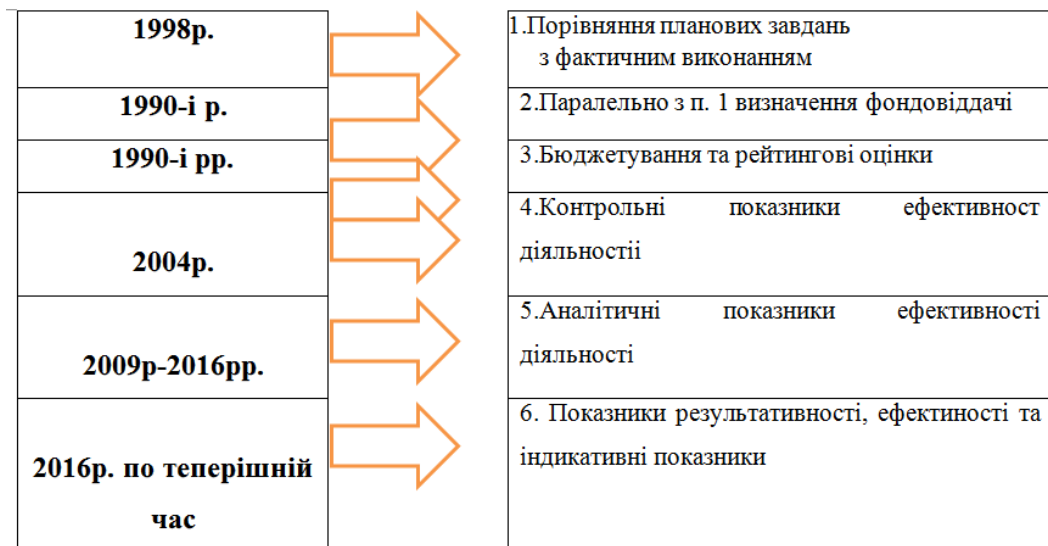 1998р.
1.Порівняння планових завдань
з фактичним виконанням
1990-і р.
2.Паралельно з п. 1 визначення фондовіддачі
1990-і рр.
3.Бюджетування та рейтингові оцінки
2004р.
4.Контрольні показники ефективност
діяльностіі
2009р-2016рр.
5.Аналітичні показники ефективності
діяльності
2016р. по теперішній
час
6. Показники результативності, ефектиності та
індикативні показники